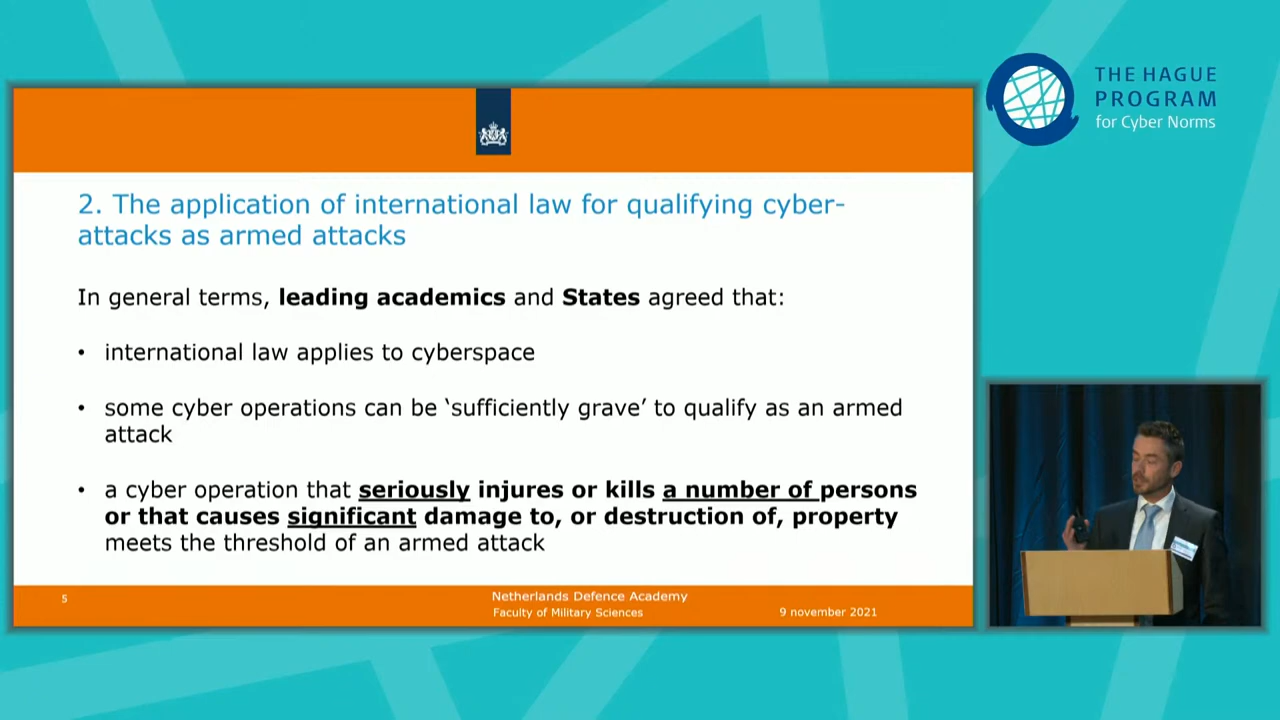 THE HAGUE
PROGRAM
for Cyber Norms
2. The application of international law for qualifying cyber-
attacks as armed attacks
In general terms, leading academics and States agreed that:
• international law applies to cyberspace
• some cyber operations can be ‘sufficiently grave’ to qualify as an armed
attack
• a cyber operation that seriously injures or kills a number of persons
or that causes significant damage to, or destruction of, property
meets the threshold of an armed attack
5
Netherlands Defence Academy
Faculty of Military Sciences
9 november 2021